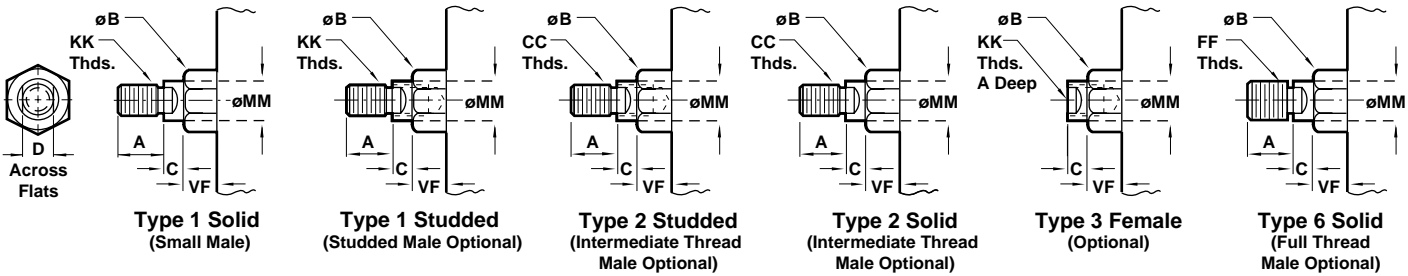 D
Across
Flats
øB
KK
Thds.
øMM
A
C
VF
Type 1 Solid
(Small Male)
øB
KK
Thds.
øMM
A
C
VF
Type 1 Studded
(Studded Male Optional)
øB
CC
Thds.
øMM
A
C
VF
Type 2 Studded
(Intermediate Thread
Male Optional)
øB
CC
Thds.
øMM
A
C
VF
Type 2 Solid
(Intermediate Thread
Male Optional)
øB
KK
Thds.
A Deep
øMM
C
VF
Type 3 Female
(Optional)
øB
FF
Thds.
øMM
A
C
VF
Type 6 Solid
(Full Thread
Male Optional)